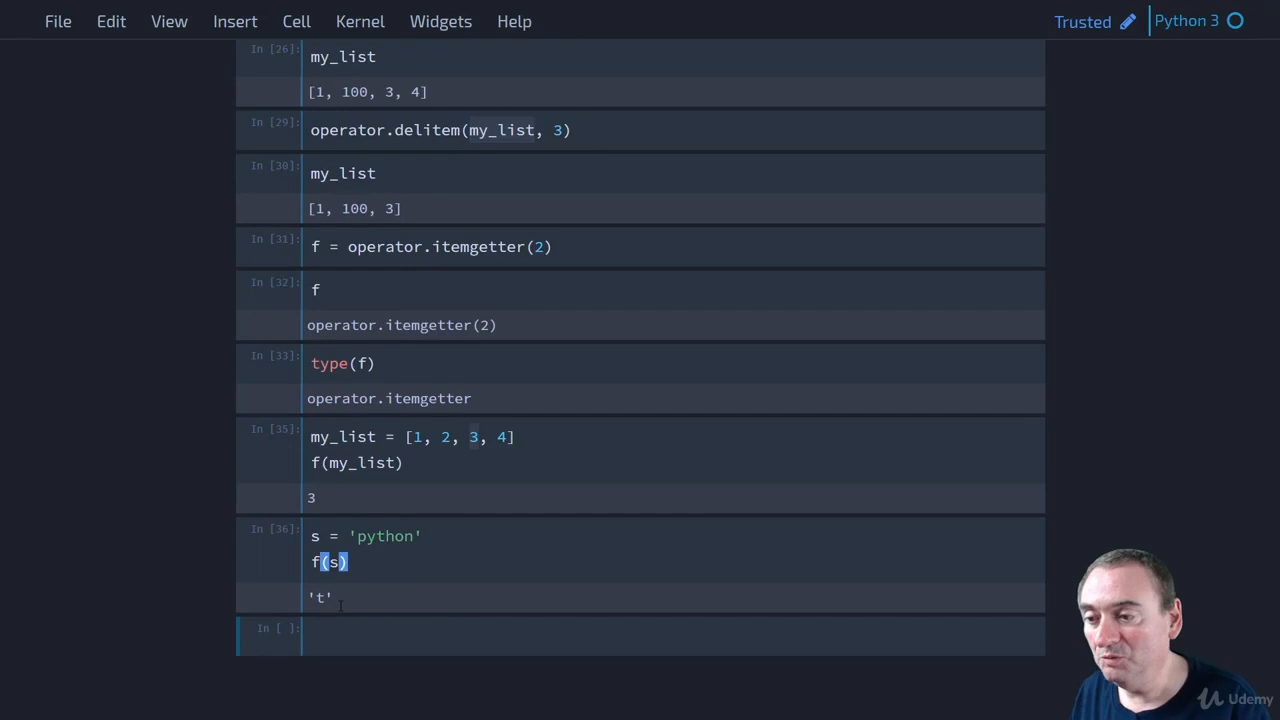 File Edit View Insert Cell Kernel Widgets Help Trusted Python 3
In [26]: my_list
[1, 100, 3, 4]
In [29]: operator.delitem(my_list, 3)
In [30]: my_list
[1, 100, 3]
In [31]: f = operator.itemgetter(2)
In [32]: f
operator.itemgetter(2)
In [33]: type(f)
operator.itemgetter
In [35]: my_list = [1, 2, 3, 4]
f(my_list)
3
In [36]: s = 'python'
f(s)
't'
In [ ]:
Udemy